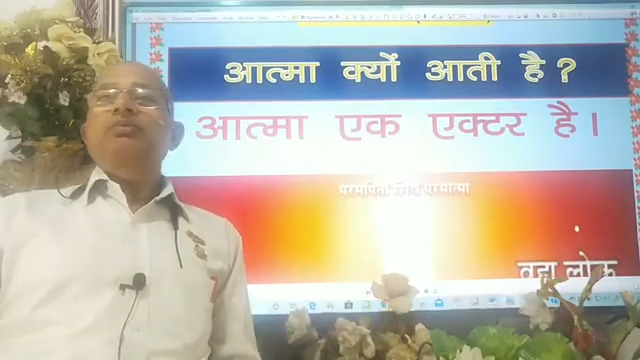 आत्मा क्यों आती है ?
आत्मा एक एक्टर है।
परमपिता शिव परमात्मा
ब्रह्म लोक